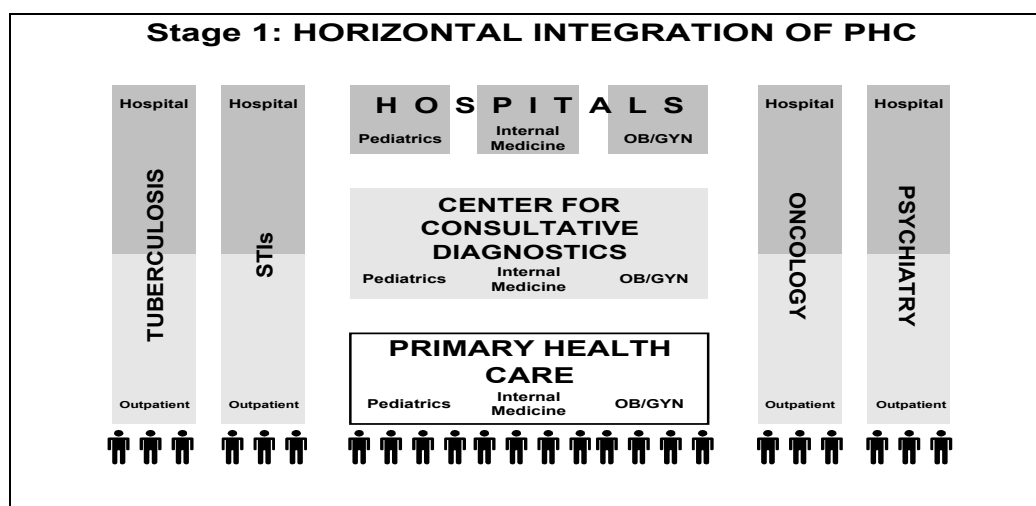 Stage 1: HORIZONTAL INTEGRATION OF PHC
Hospital
TUBERCULOSIS
Outpatient
Hospital
STIs
Outpatient
H O S P I T A L S
Pediatrics
Internal
Medicine
OB/GYN
CENTER FOR
CONSULTATIVE
DIAGNOSTICS
Pediatrics
Internal
Medicine
OB/GYN
PRIMARY HEALTH
CARE
Pediatrics
Internal
Medicine
OB/GYN
Hospital
ONCOLOGY
Outpatient
Hospital
PSYCHIATRY
Outpatient